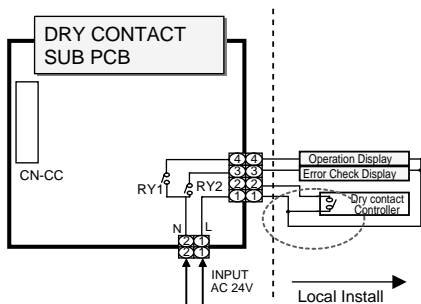 DRY CONTACT
SUB PCB
CN-CC
RY1
RY2
4 4
3 3
2 2
1 1
Operation Display
Error Check Display
Dry contact
Controller
N L
2 1
2 1
INPUT
AC 24V
Local Install